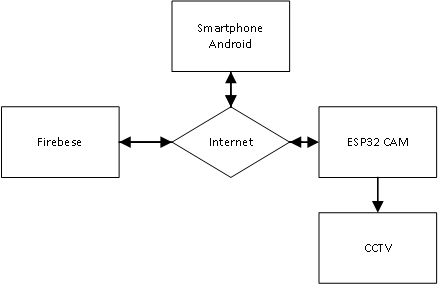 Smartphone
Android
Firebese
Internet
ESP32 CAM
CCTV